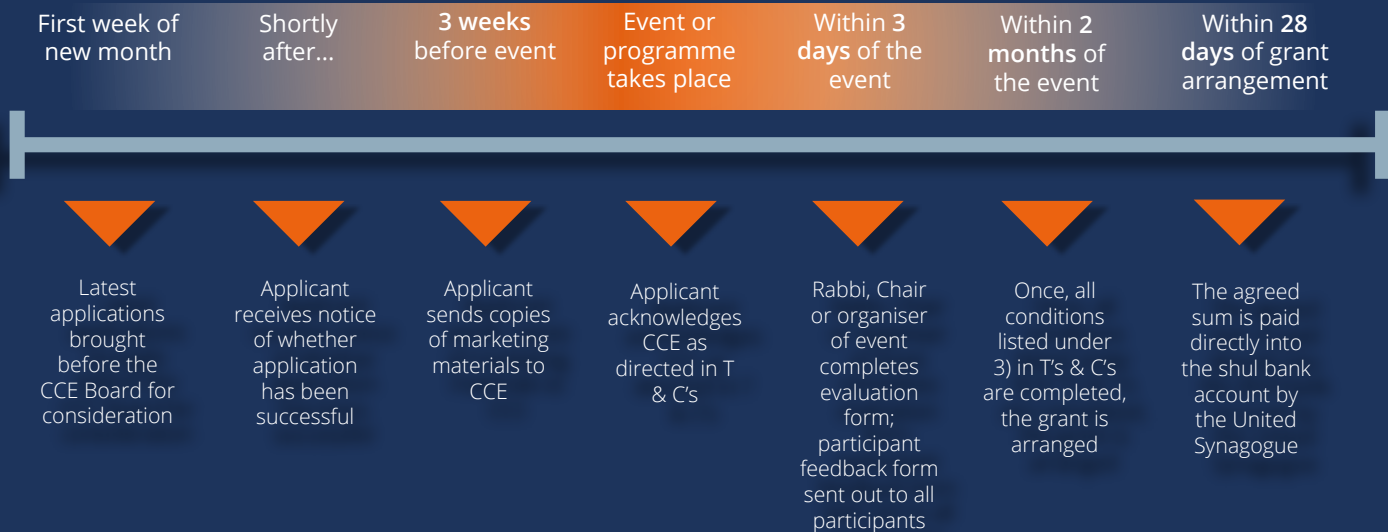 First week of
new month
Shortly
after...
3 weeks
before event
Event or
programme
takes place
Within 3
days of the
event
Within 2
months of
the event
Within 28
days of grant
arrangement
Latest
applications
brought
before the
CCE Board for
consideration
Applicant
receives notice
of whether
application
has been
successful
Applicant
sends copies
of marketing
materials to
CCE
Applicant
acknowledges
CCE as
directed in T
& C's
Rabbi, Chair
or organiser
of event
completes
evaluation
form;
participant
feedback form
sent out to all
participants
Once, all
conditions
listed under
3) in T's & C's
are completed,
the grant is
arranged
The agreed
sum is paid
directly into
the shul bank
account by
the United
Synagogue